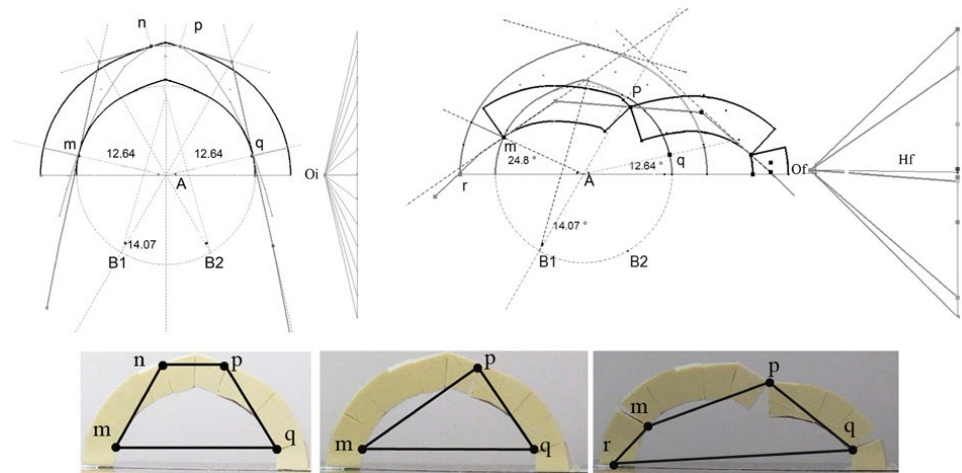 n p
m 12.64 12.64 q
A
Oi
14.07
B1 B2
P
m q
24.8 ° 12.64 °
r A Of Hf
14.07 °
B1 B2
n p
m q
p
m q
p
m
r q